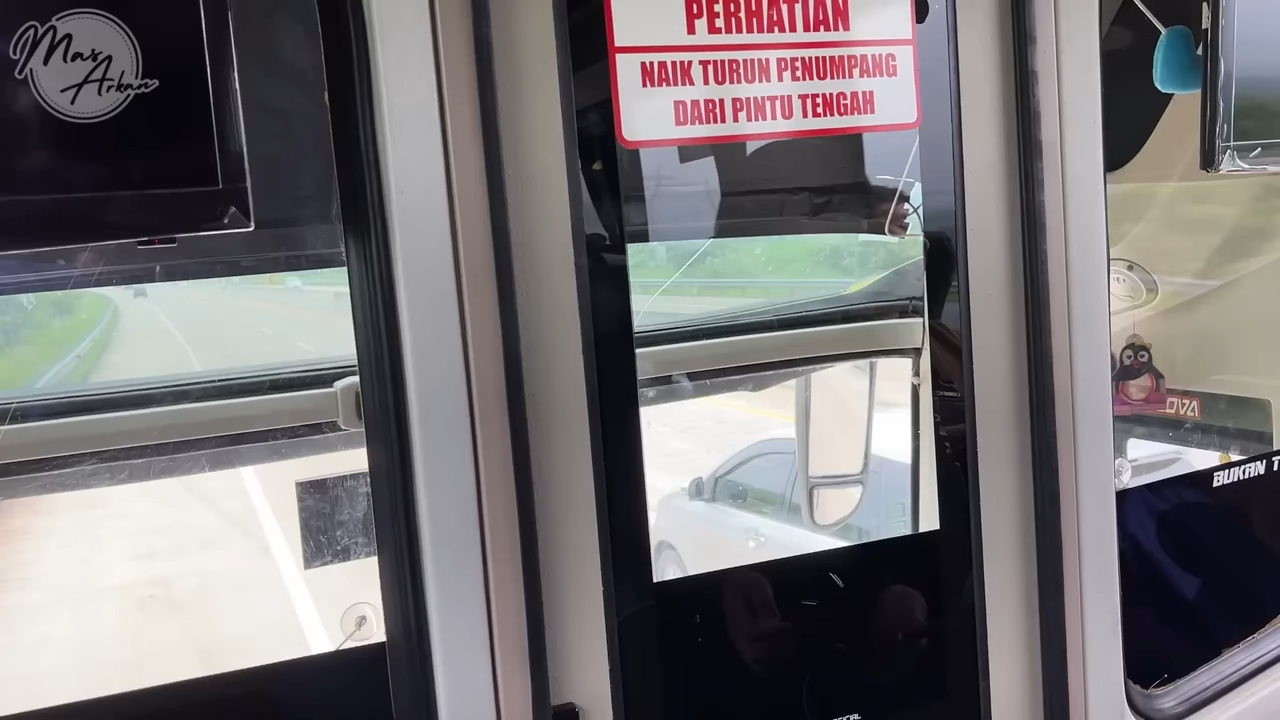 Mas
Arkan
PERHATIAN
NAIK TURUN PENUMPANG
DARI PINTU TENGAH
OVA
BUKAN T